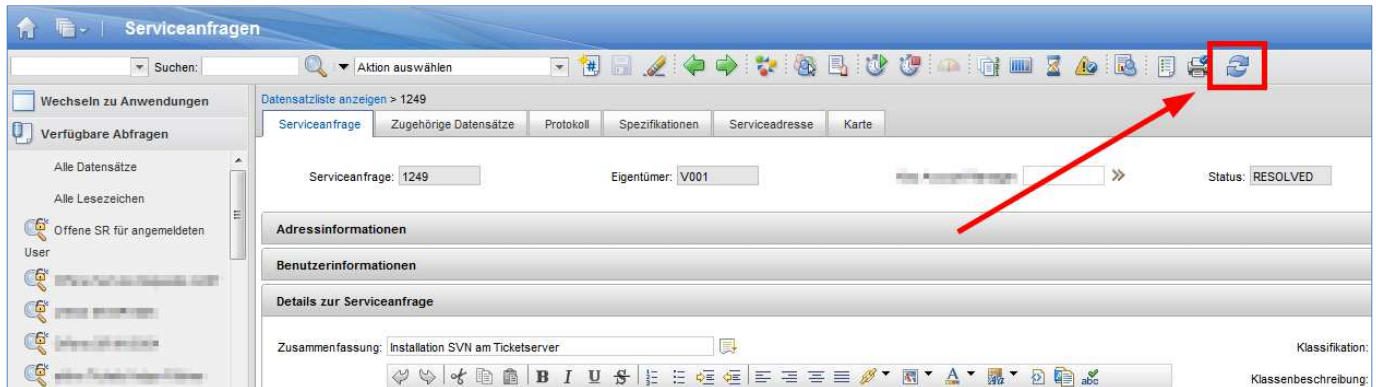 Serviceanfragen
Suchen: Aktion auswählen
Wechseln zu Anwendungen
Verfügbare Abfragen
Alle Datensätze
Alle Lesezeichen
Offene SR für angemeldeten
User
Datensatzliste anzeigen > 1249
Serviceanfrage Zugehörige Datensätze Protokoll Spezifikationen Serviceadresse Karte
Serviceanfrage: 1249 Eigentümer: V001 Status: RESOLVED
Adressinformationen
Benutzerinformationen
Details zur Serviceanfrage
Zusammenfassung: Installation SVN am Ticketserver Klassifikation:
B I U S A abc
Klassenbeschreibung: